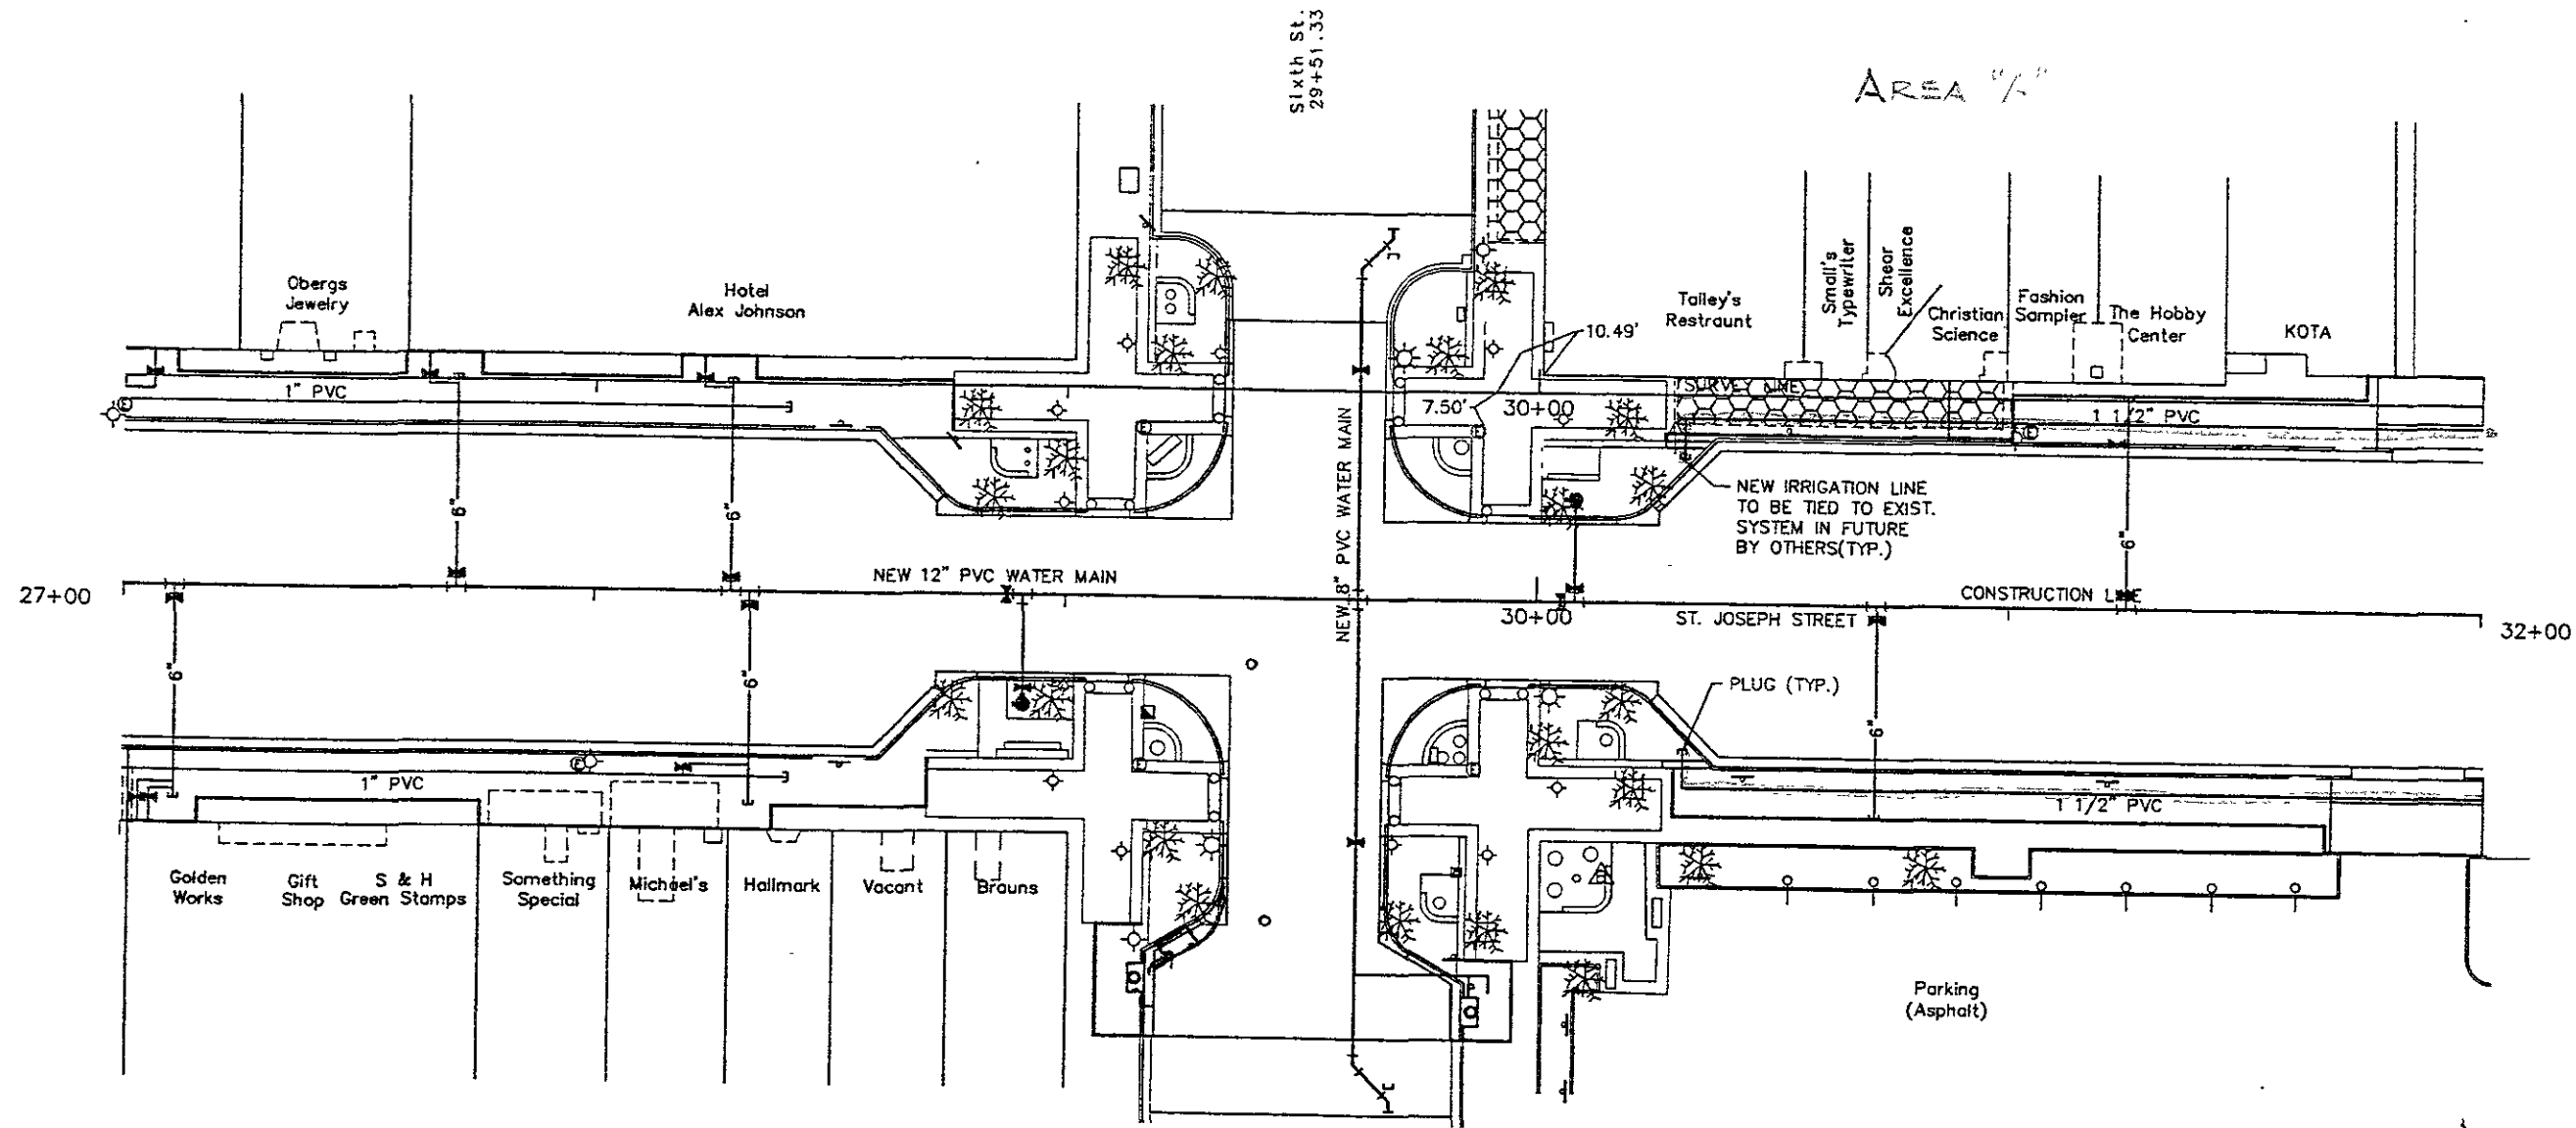 Sixth St.
29+51.33
AREA "A"
Obergs
Jewelry
Hotel
Alex Johnson
Talley's
Restraunt
Small's
Typewriter
Shear
Excellence
Christian
Science
Fashion
Sampler
The Hobby
Center
KOTA
10.49'
7.50'
30+00
SURVEY LINE
1" PVC
1 1/2" PVC
NEW IRRIGATION LINE
TO BE TIED TO EXIST.
SYSTEM IN FUTURE
BY OTHERS(TYP.)
6"
6"
6"
NEW 8" PVC WATER MAIN
27+00
NEW 12" PVC WATER MAIN
30+00
CONSTRUCTION LINE
ST. JOSEPH STREET
32+00
6"
6"
6"
PLUG (TYP.)
1" PVC
1 1/2" PVC
Golden
Works
Gift
Shop
S & H
Green Stamps
Something
Special
Michael's
Hallmark
Vacant
Brauns
Parking
(Asphalt)